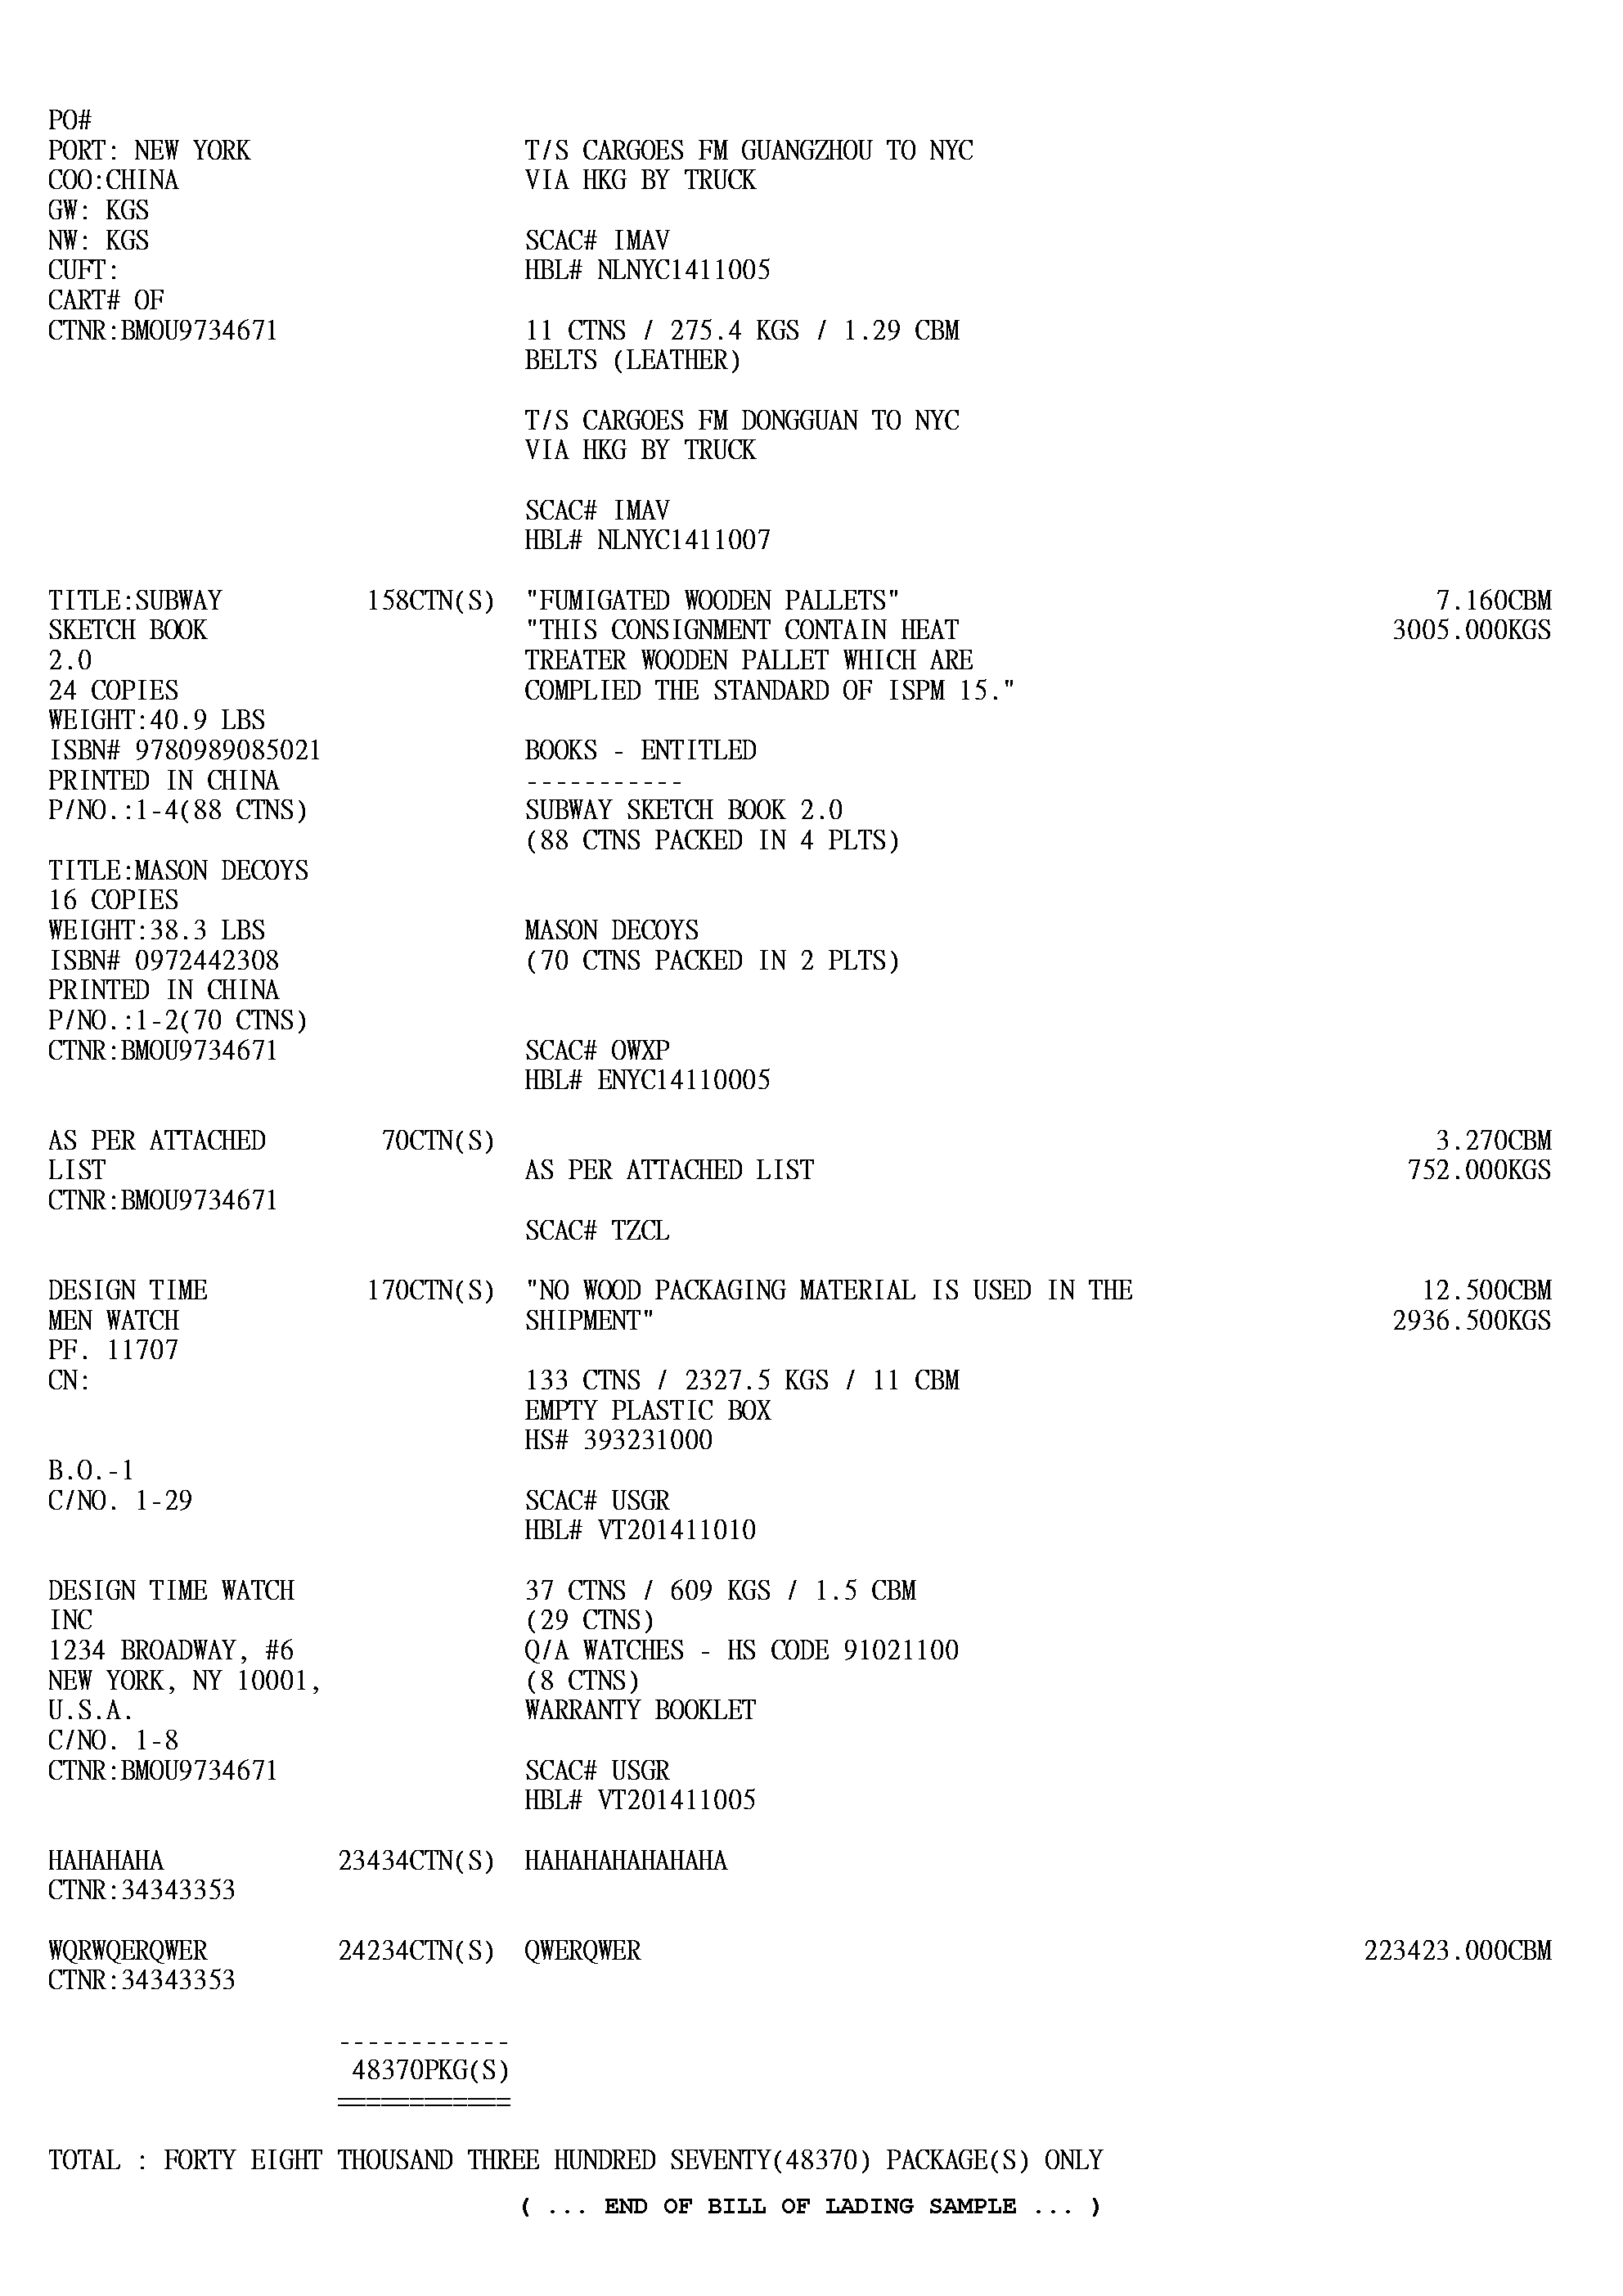 PO#
PORT: NEW YORK T/S CARGOES FM GUANGZHOU TO NYC
COO:CHINA VIA HKG BY TRUCK
GW: KGS
NW: KGS SCAC# IMAV
CUFT: HBL# NLNYC1411005
CART# OF
CTNR:BMOU9734671 11 CTNS / 275.4 KGS / 1.29 CBM
BELTS (LEATHER)
T/S CARGOES FM DONGGUAN TO NYC
VIA HKG BY TRUCK
SCAC# IMAV
HBL# NLNYC1411007
TITLE:SUBWAY 158CTN(S) "FUMIGATED WOODEN PALLETS" 7.160CBM
SKETCH BOOK "THIS CONSIGNMENT CONTAIN HEAT 3005.000KGS
2.0 TREATER WOODEN PALLET WHICH ARE
24 COPIES COMPLIED THE STANDARD OF ISPM 15."
WEIGHT:40.9 LBS
ISBN# 9780989085021 BOOKS - ENTITLED
PRINTED IN CHINA -----------
P/NO.:1-4(88 CTNS) SUBWAY SKETCH BOOK 2.0
(88 CTNS PACKED IN 4 PLTS)
TITLE:MASON DECOYS
16 COPIES
WEIGHT:38.3 LBS MASON DECOYS
ISBN# 0972442308 (70 CTNS PACKED IN 2 PLTS)
PRINTED IN CHINA
P/NO.:1-2(70 CTNS)
CTNR:BMOU9734671 SCAC# OWXP
HBL# ENYC14110005
AS PER ATTACHED 70CTN(S) 3.270CBM
LIST AS PER ATTACHED LIST 752.000KGS
CTNR:BMOU9734671
SCAC# TZCL
DESIGN TIME 170CTN(S) "NO WOOD PACKAGING MATERIAL IS USED IN THE 12.500CBM
MEN WATCH SHIPMENT" 2936.500KGS
PF. 11707
CN: 133 CTNS / 2327.5 KGS / 11 CBM
EMPTY PLASTIC BOX
HS# 393231000
B.O.-1
C/NO. 1-29 SCAC# USGR
HBL# VT201411010
DESIGN TIME WATCH 37 CTNS / 609 KGS / 1.5 CBM
INC (29 CTNS)
1234 BROADWAY, #6 Q/A WATCHES - HS CODE 91021100
NEW YORK, NY 10001, (8 CTNS)
U.S.A. WARRANTY BOOKLET
C/NO. 1-8
CTNR:BMOU9734671 SCAC# USGR
HBL# VT201411005
HAHAHAHA 23434CTN(S) HAHAHAHAHAHAHA
CTNR:34343353
WQRWQERQWER 24234CTN(S) QWERQWER 223423.000CBM
CTNR:34343353
------------
48370PKG(S)
============
TOTAL : FORTY EIGHT THOUSAND THREE HUNDRED SEVENTY(48370) PACKAGE(S) ONLY
( ... END OF BILL OF LADING SAMPLE ... )